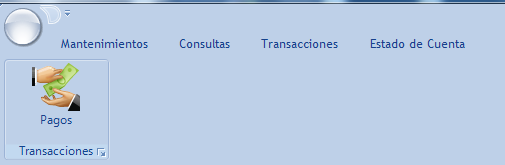 Mantenimientos Consultas Transacciones Estado de Cuenta
Pagos
Transacciones